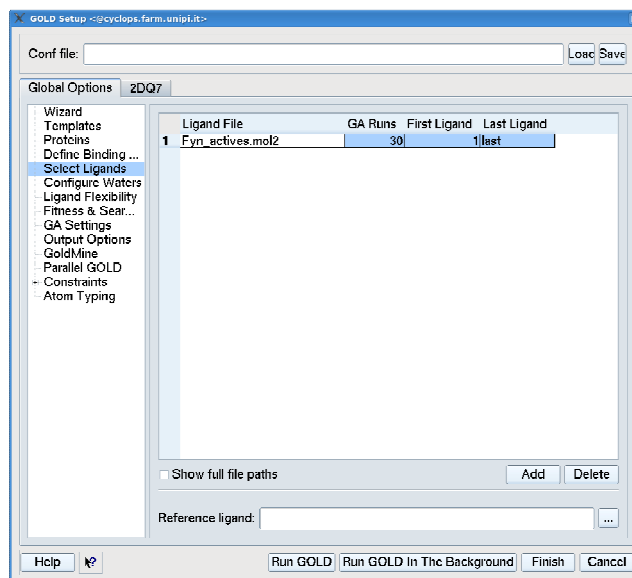 GOLD Setup <@cyclops.farm.unipi.it>
Conf file: Load Save
Global Options 2DQ7
Wizard
Templates
Proteins
Define Binding ...
Select Ligands
Configure Waters
Ligand Flexibility
Fitness & Sear...
GA Settings
Output Options
GoldMine
Parallel GOLD
Constraints
Atom Typing
Ligand File GA Runs First Ligand Last Ligand
1 Fyn_actives.mol2 30 1 last
Show full file paths Add Delete
Reference ligand: ...
Help ? Run GOLD Run GOLD In The Background Finish Cancel